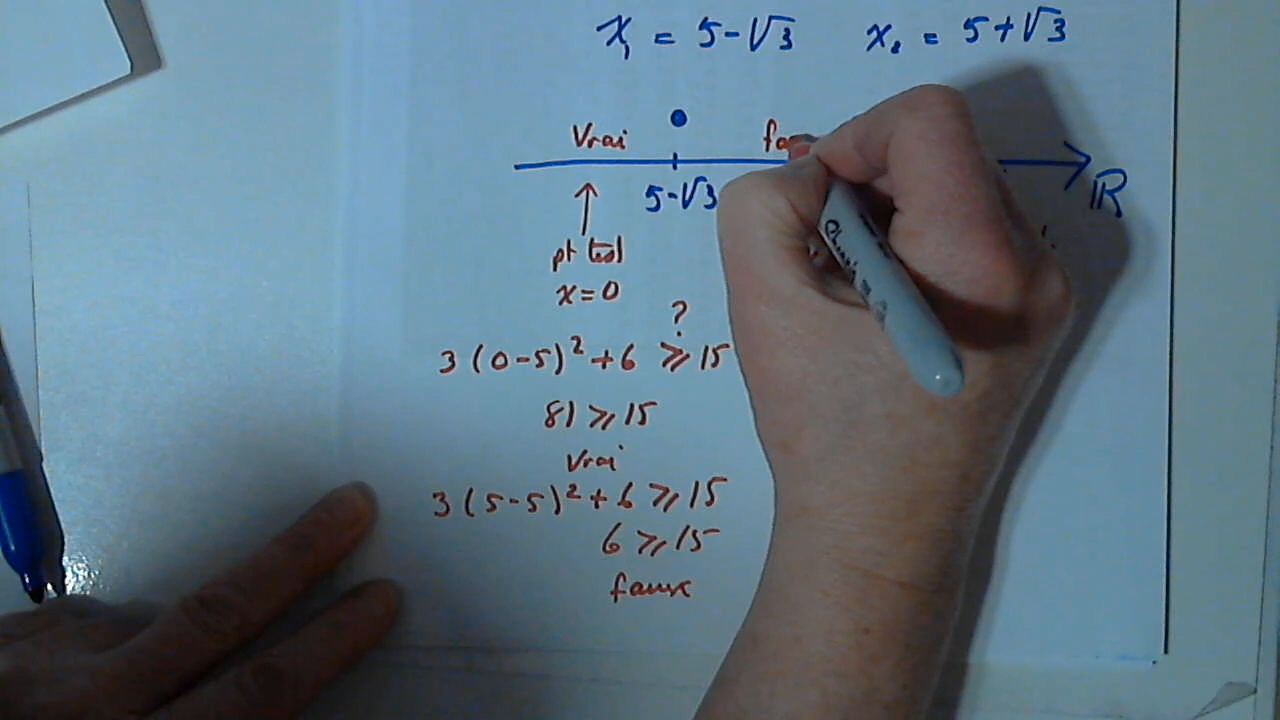 x₁ = 5-√3 x₂ = 5+√3
Vrai
5-√3
ℝ
pt test
x=0
?
3(0-5)²+6 ⩾ 15
81 ⩾ 15
Vrai
3(5-5)²+6 ⩾ 15
6 ⩾ 15
faux